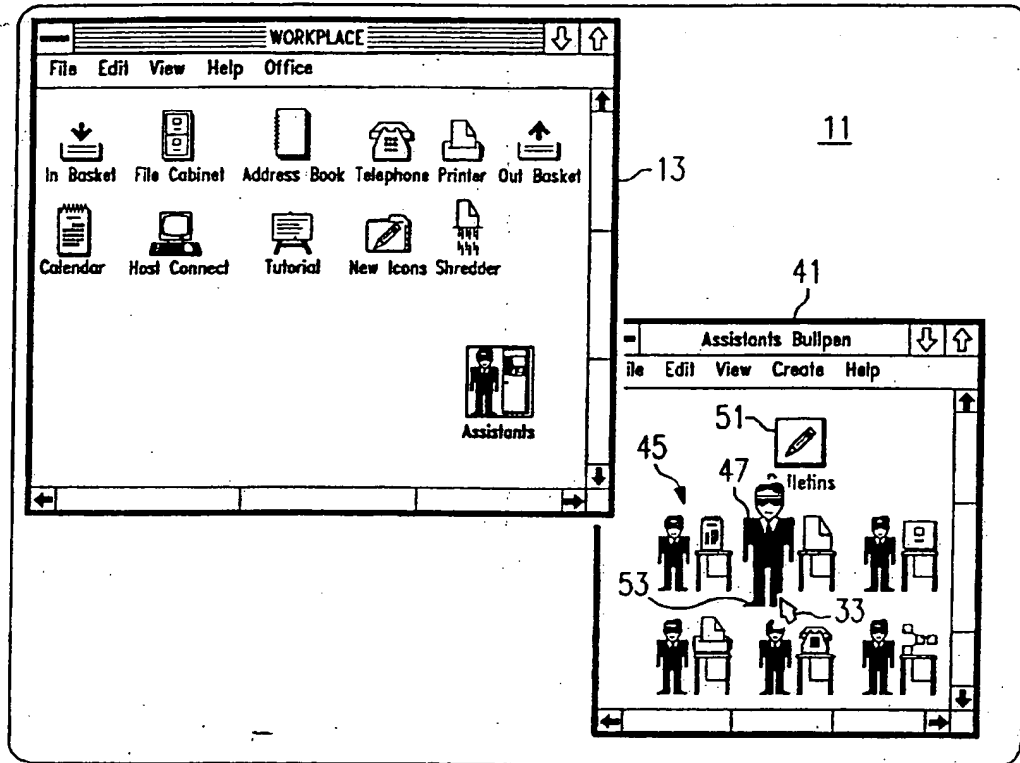 WORKPLACE
File Edit View Help Office
In Basket File Cabinet Address Book Telephone Printer Out Basket
Calendar Host Connect Tutorial New Icons Shredder
Assistants
11
13
41
Assistants Bullpen
ile Edit View Create Help
51
45
47
lletins
53
33